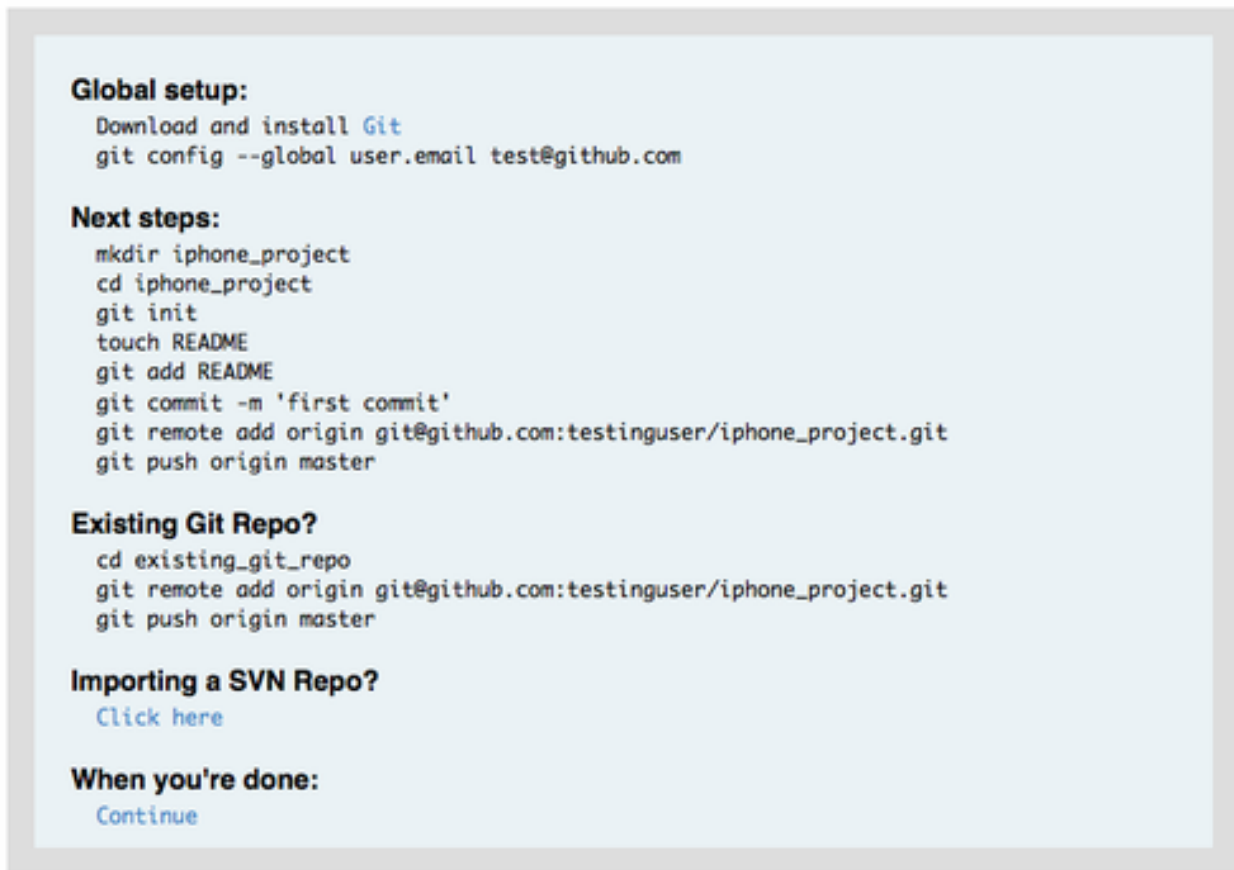 Global setup:
Download and install Git
git config --global user.email test@github.com
Next steps:
mkdir iphone_project
cd iphone_project
git init
touch README
git add README
git commit -m 'first commit'
git remote add origin git@github.com:testinguser/iphone_project.git
git push origin master
Existing Git Repo?
cd existing_git_repo
git remote add origin git@github.com:testinguser/iphone_project.git
git push origin master
Importing a SVN Repo?
Click here
When you're done:
Continue